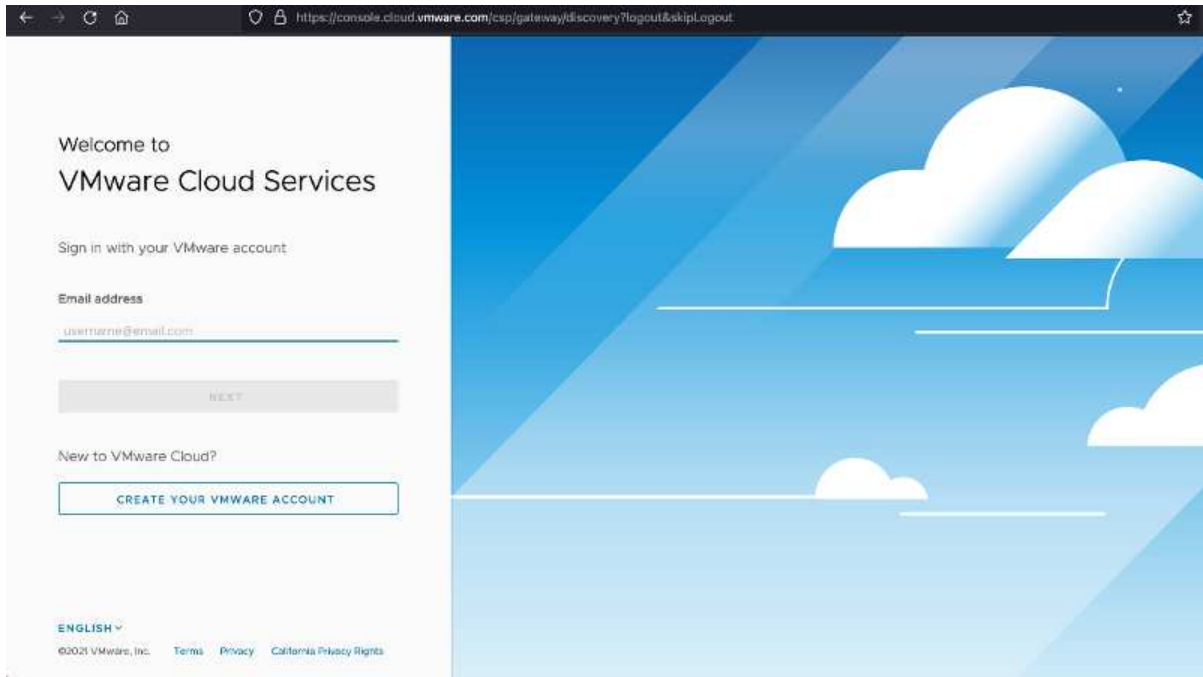 https://console.cloud.vmware.com/csp/gateway/discovery?logout&skipLogout
Welcome to
VMware Cloud Services
Sign in with your VMware account
Email address
username@email.com
NEXT
New to VMware Cloud?
CREATE YOUR VMWARE ACCOUNT
ENGLISH
©2021 VMware, Inc. Terms Privacy California Privacy Rights